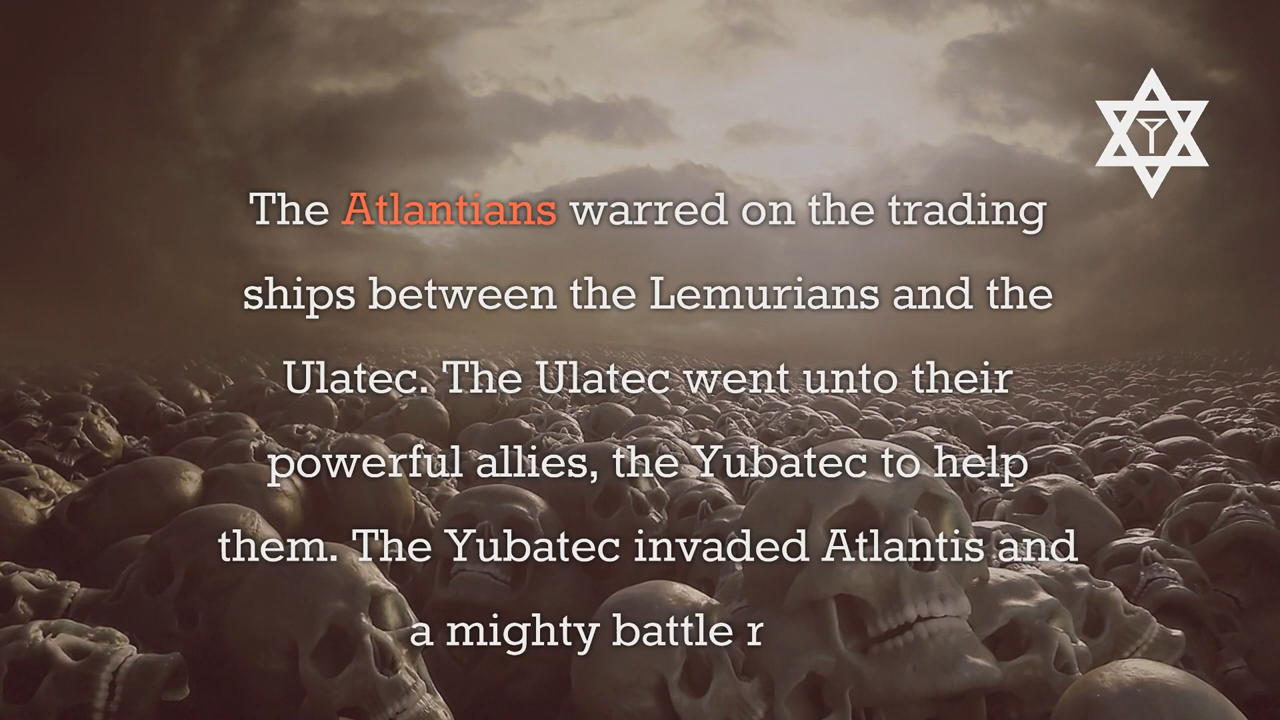 The Atlantians warred on the trading
ships between the Lemurians and the
Ulatec. The Ulatec went unto their
powerful allies, the Yubatec to help
them. The Yubatec invaded Atlantis and
a mighty battle r